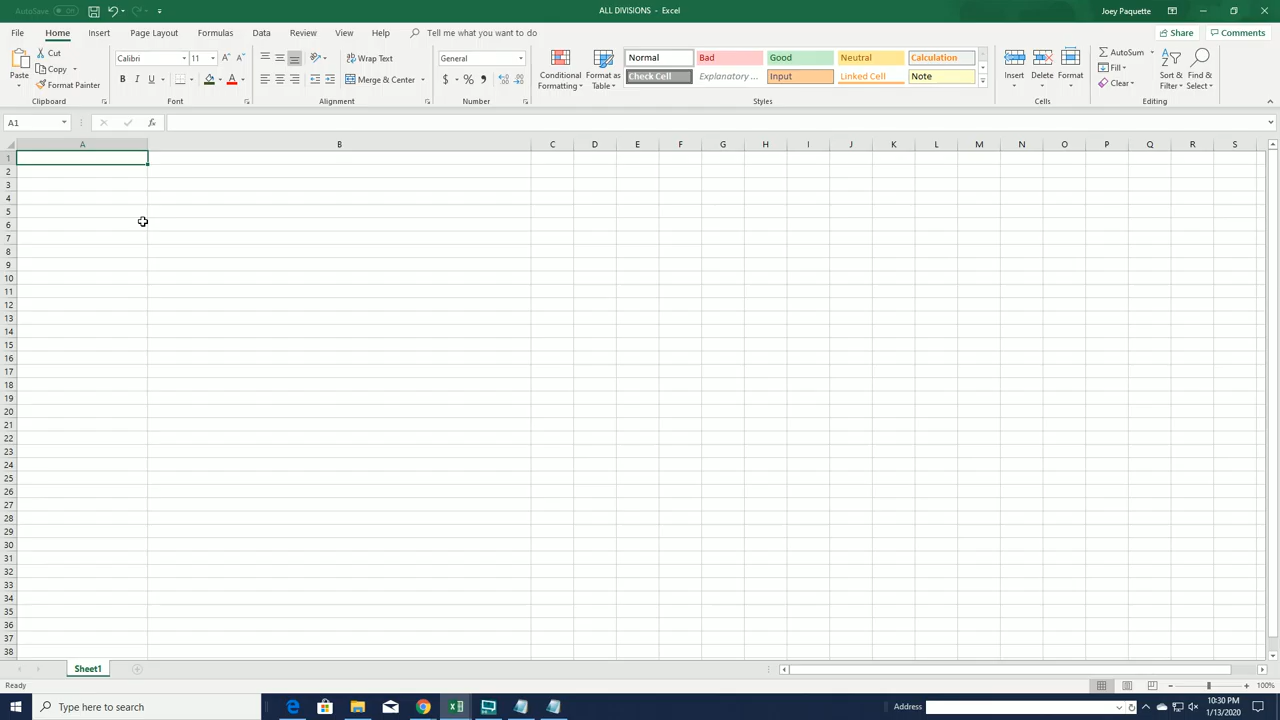 AutoSave Off
ALL DIVISIONS - Excel
Joey Paquette
File Home Insert Page Layout Formulas Data Review View Help Tell me what you want to do
Share Comments
Paste Cut Copy Format Painter
Clipboard
Calibri 11
B I U A
Font
Wrap Text
Merge & Center
Alignment
General
$ % ,
Number
Conditional Formatting
Format as Table
Normal Bad Good Neutral Calculation
Check Cell Explanatory ... Input Linked Cell Note
Styles
Insert Delete Format
Cells
AutoSum
Fill
Clear
Sort & Filter
Find & Select
Editing
A1 fx
A B C D E F G H I J K L M N O P Q R S
1
2
3
4
5
6
7
8
9
10
11
12
13
14
15
16
17
18
19
20
21
22
23
24
25
26
27
28
29
30
31
32
33
34
35
36
37
38
Sheet1
Ready
100%
Type here to search
Address
10:30 PM
1/13/2020